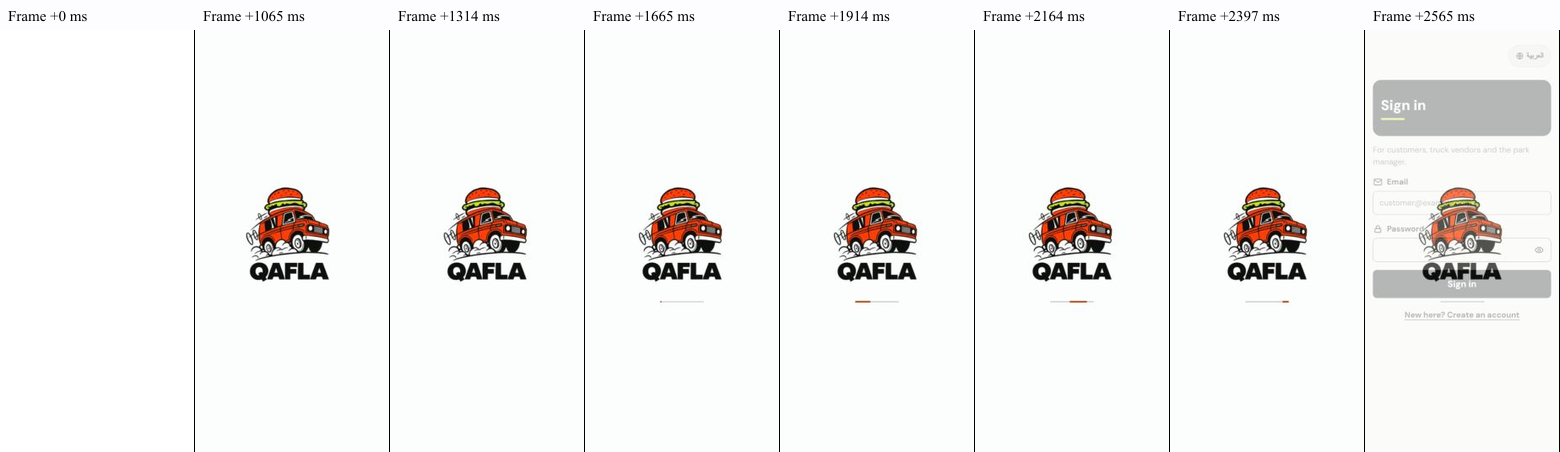 Frame +0 ms
Frame +1065 ms
Frame +1314 ms
Frame +1665 ms
Frame +1914 ms
Frame +2164 ms
Frame +2397 ms
Frame +2565 ms
QAFLA
QAFLA
QAFLA
QAFLA
QAFLA
QAFLA
العربية
Sign in
For customers, truck vendors and the park
manager.
Email
Password
QAFLA
Sign in
New here? Create an account